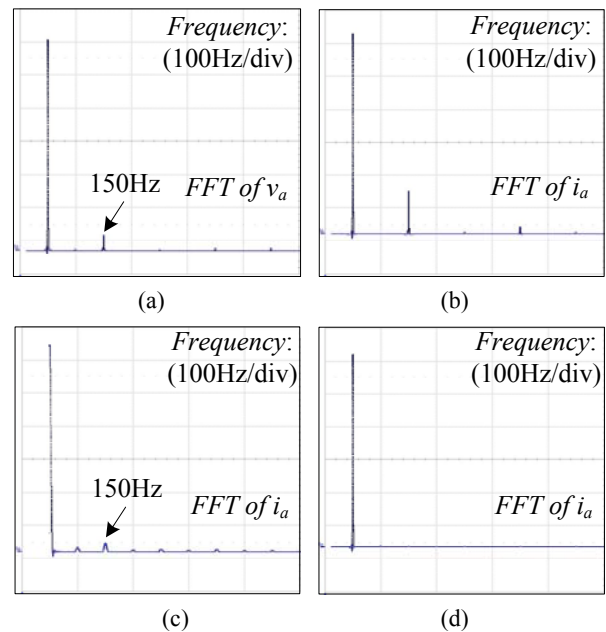 Frequency:
(100Hz/div)
150Hz
FFT of va
(a)
Frequency:
(100Hz/div)
FFT of ia
(b)
Frequency:
(100Hz/div)
150Hz
FFT of ia
(c)
Frequency:
(100Hz/div)
FFT of ia
(d)